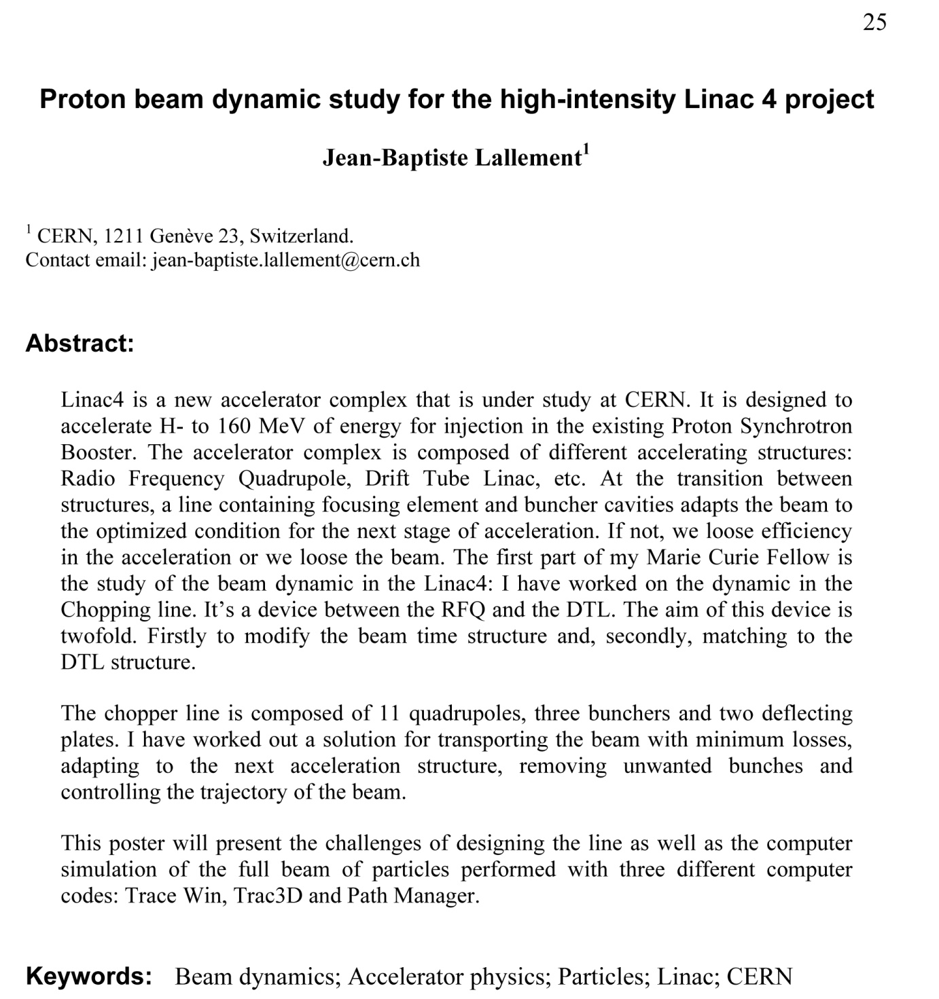 25
Proton beam dynamic study for the high-intensity Linac 4 project
Jean-Baptiste Lallement1
1 CERN, 1211 Genève 23, Switzerland.
Contact email: jean-baptiste.lallement@cern.ch
Abstract:
Linac4 is a new accelerator complex that is under study at CERN. It is designed to
accelerate H- to 160 MeV of energy for injection in the existing Proton Synchrotron
Booster. The accelerator complex is composed of different accelerating structures:
Radio Frequency Quadrupole, Drift Tube Linac, etc. At the transition between
structures, a line containing focusing element and buncher cavities adapts the beam to
the optimized condition for the next stage of acceleration. If not, we loose efficiency
in the acceleration or we loose the beam. The first part of my Marie Curie Fellow is
the study of the beam dynamic in the Linac4: I have worked on the dynamic in the
Chopping line. It’s a device between the RFQ and the DTL. The aim of this device is
twofold. Firstly to modify the beam time structure and, secondly, matching to the
DTL structure.
The chopper line is composed of 11 quadrupoles, three bunchers and two deflecting
plates. I have worked out a solution for transporting the beam with minimum losses,
adapting to the next acceleration structure, removing unwanted bunches and
controlling the trajectory of the beam.
This poster will present the challenges of designing the line as well as the computer
simulation of the full beam of particles performed with three different computer
codes: Trace Win, Trac3D and Path Manager.
Keywords: Beam dynamics; Accelerator physics; Particles; Linac; CERN